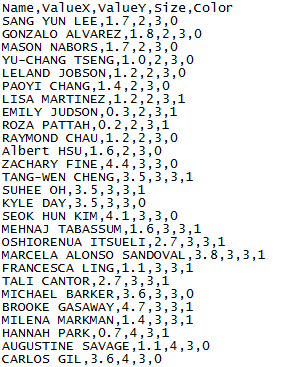 Name,ValueX,ValueY,Size,Color
SANG YUN LEE,1.7,2,3,0
GONZALO ALVAREZ,1.8,2,3,0
MASON NABORS,1.7,2,3,0
YU-CHANG TSENG,1.0,2,3,0
LELAND JOBSON,1.2,2,3,0
PAOYI CHANG,1.4,2,3,0
LISA MARTINEZ,1.2,2,3,1
EMILY JUDSON,0.3,2,3,1
ROZA PATTAH,0.2,2,3,1
RAYMOND CHAU,1.2,2,3,0
Albert HSU,1.6,2,3,0
ZACHARY FINE,4.4,3,3,0
TANG-WEN CHENG,3.5,3,3,1
SUHEE OH,3.5,3,3,1
KYLE DAY,3.5,3,3,0
SEOK HUN KIM,4.1,3,3,0
MEHNAJ TABASSUM,1.6,3,3,1
OSHIORENUA ITSUELI,2.7,3,3,1
MARCELA ALONSO SANDOVAL,3.8,3,3,1
FRANCESCA LING,1.1,3,3,1
TALI CANTOR,2.7,3,3,1
MICHAEL BARKER,3.6,3,3,0
BROOKE GASAWAY,4.7,3,3,1
MILENA MARKMAN,1.4,3,3,1
HANNAH PARK,0.7,4,3,1
AUGUSTINE SAVAGE,1.1,4,3,0
CARLOS GIL,3.6,4,3,0